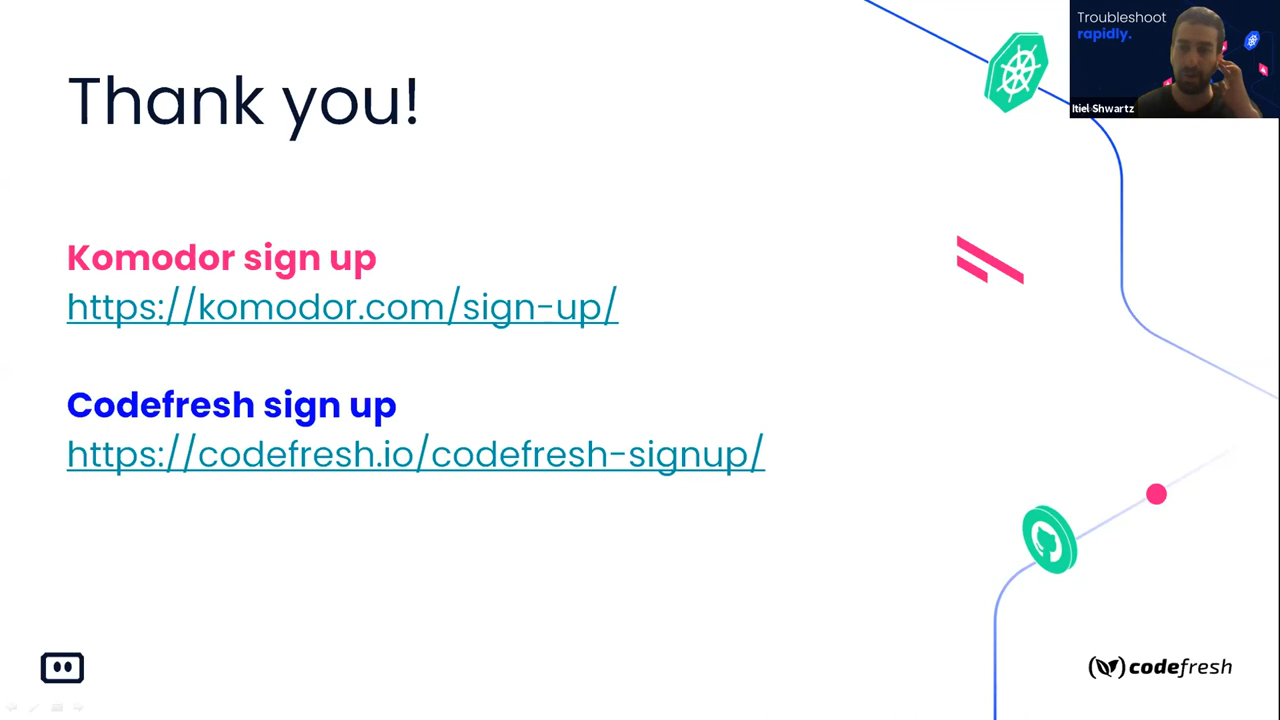 Thank you!
Troubleshoot
rapidly.
Itiel Shwartz
Komodor sign up
https://komodor.com/sign-up/
Codefresh sign up
https://codefresh.io/codefresh-signup/
codefresh